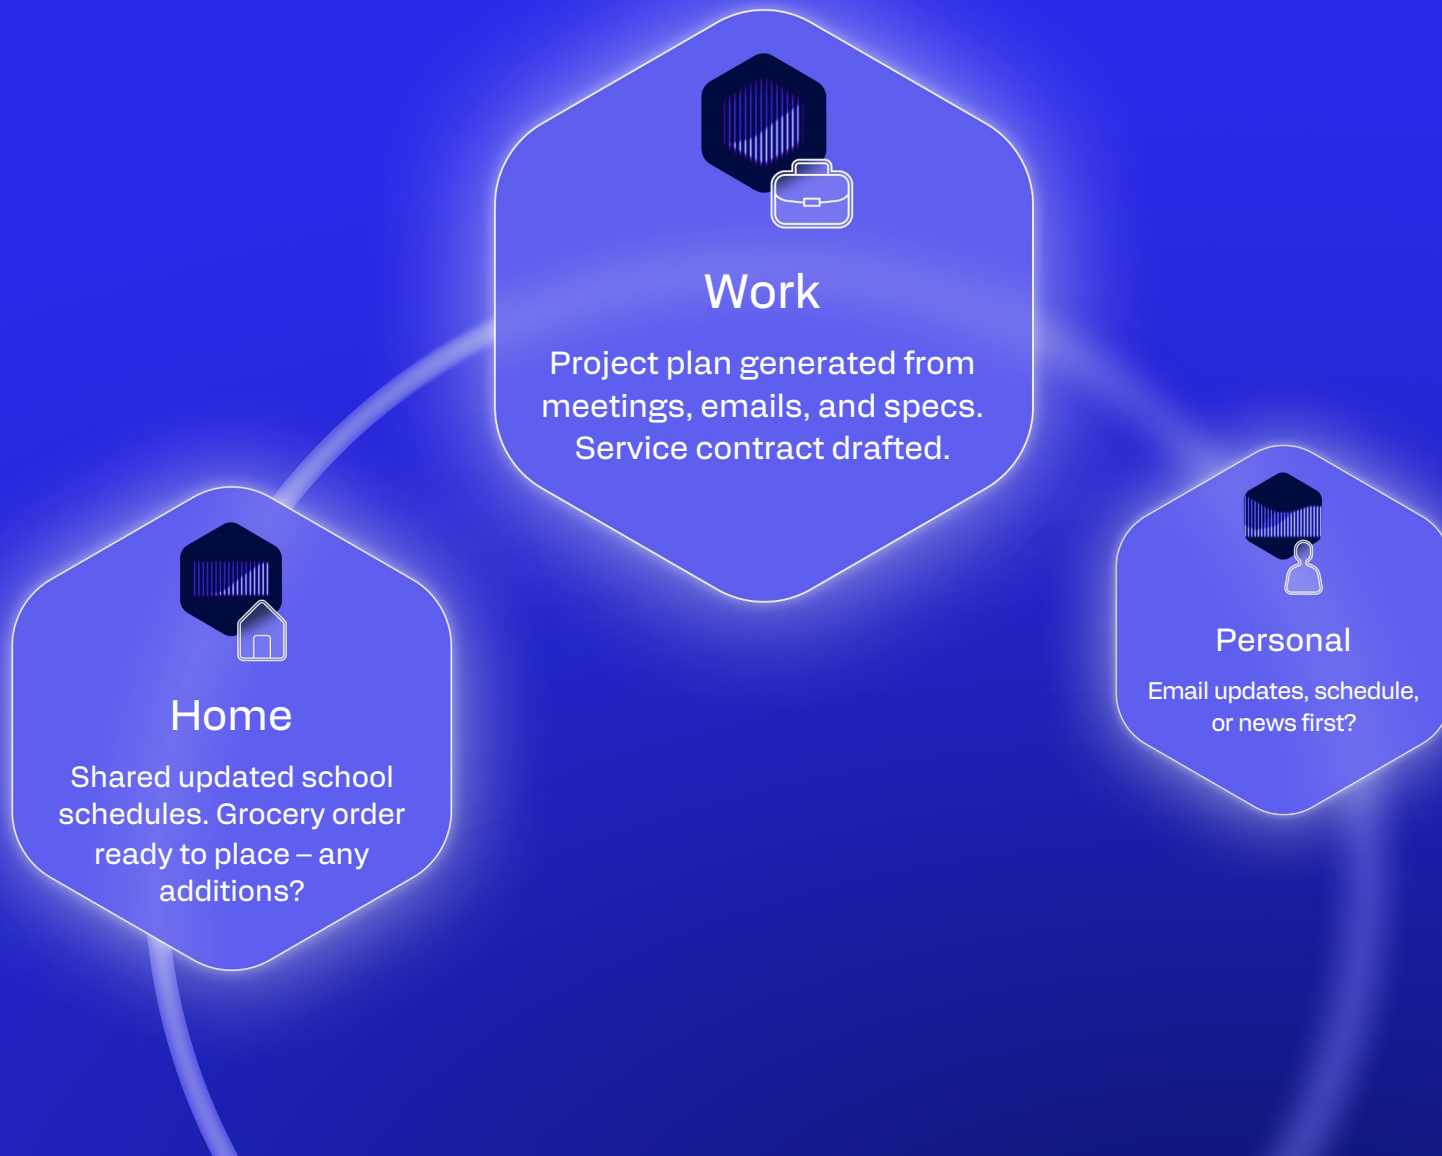 Work
Project plan generated from
meetings, emails, and specs.
Service contract drafted.
Home
Shared updated school
schedules. Grocery order
ready to place – any
additions?
Personal
Email updates, schedule,
or news first?